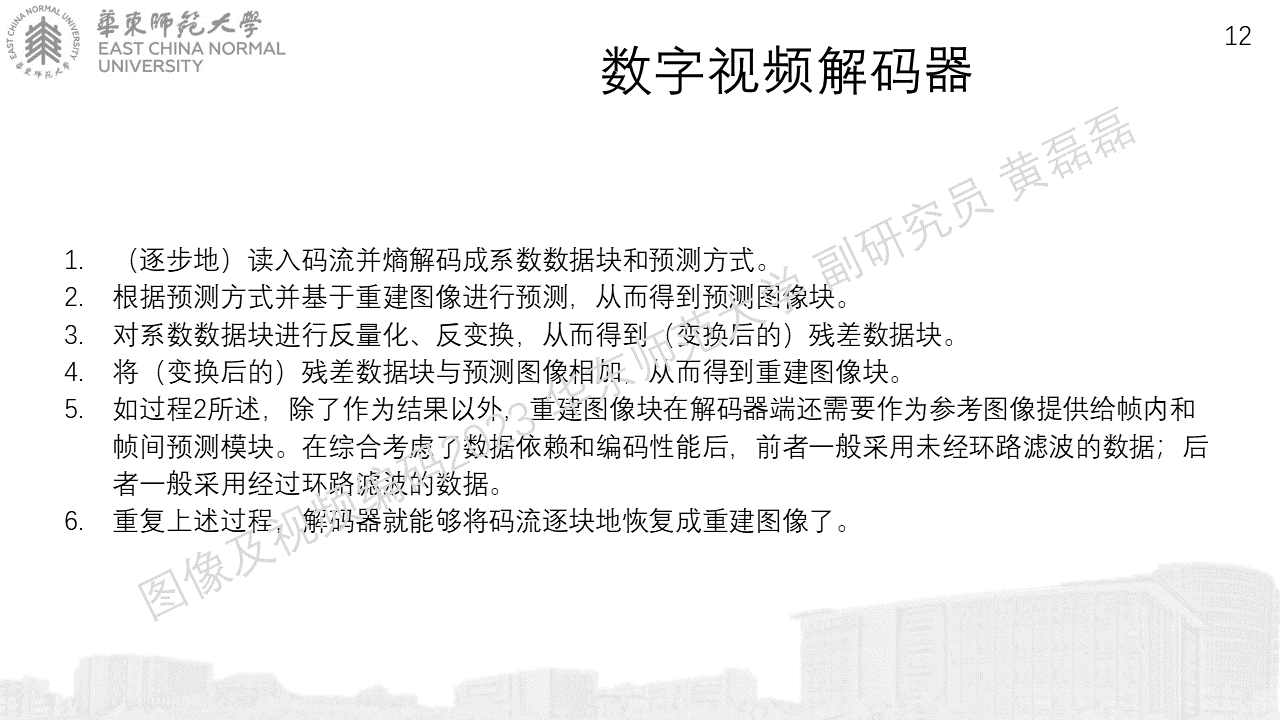 EAST CHINA NORMAL UNIVERSITY
華東師范大學
華東師范大學
EAST CHINA NORMAL
UNIVERSITY
12
数字视频解码器
1. （逐步地）读入码流并熵解码成系数数据块和预测方式。
2. 根据预测方式并基于重建图像进行预测，从而得到预测图像块。
3. 对系数数据块进行反量化、反变换，从而得到（变换后的）残差数据块。
4. 将（变换后的）残差数据块与预测图像相加，从而得到重建图像块。
5. 如过程2所述，除了作为结果以外，重建图像块在解码器端还需要作为参考图像提供给帧内和
帧间预测模块。在综合考虑了数据依赖和编码性能后，前者一般采用未经环路滤波的数据；后
者一般采用经过环路滤波的数据。
6. 重复上述过程，解码器就能够将码流逐块地恢复成重建图像了。
图像及视频编码2023 华东师范大学 副研究员 黄磊磊